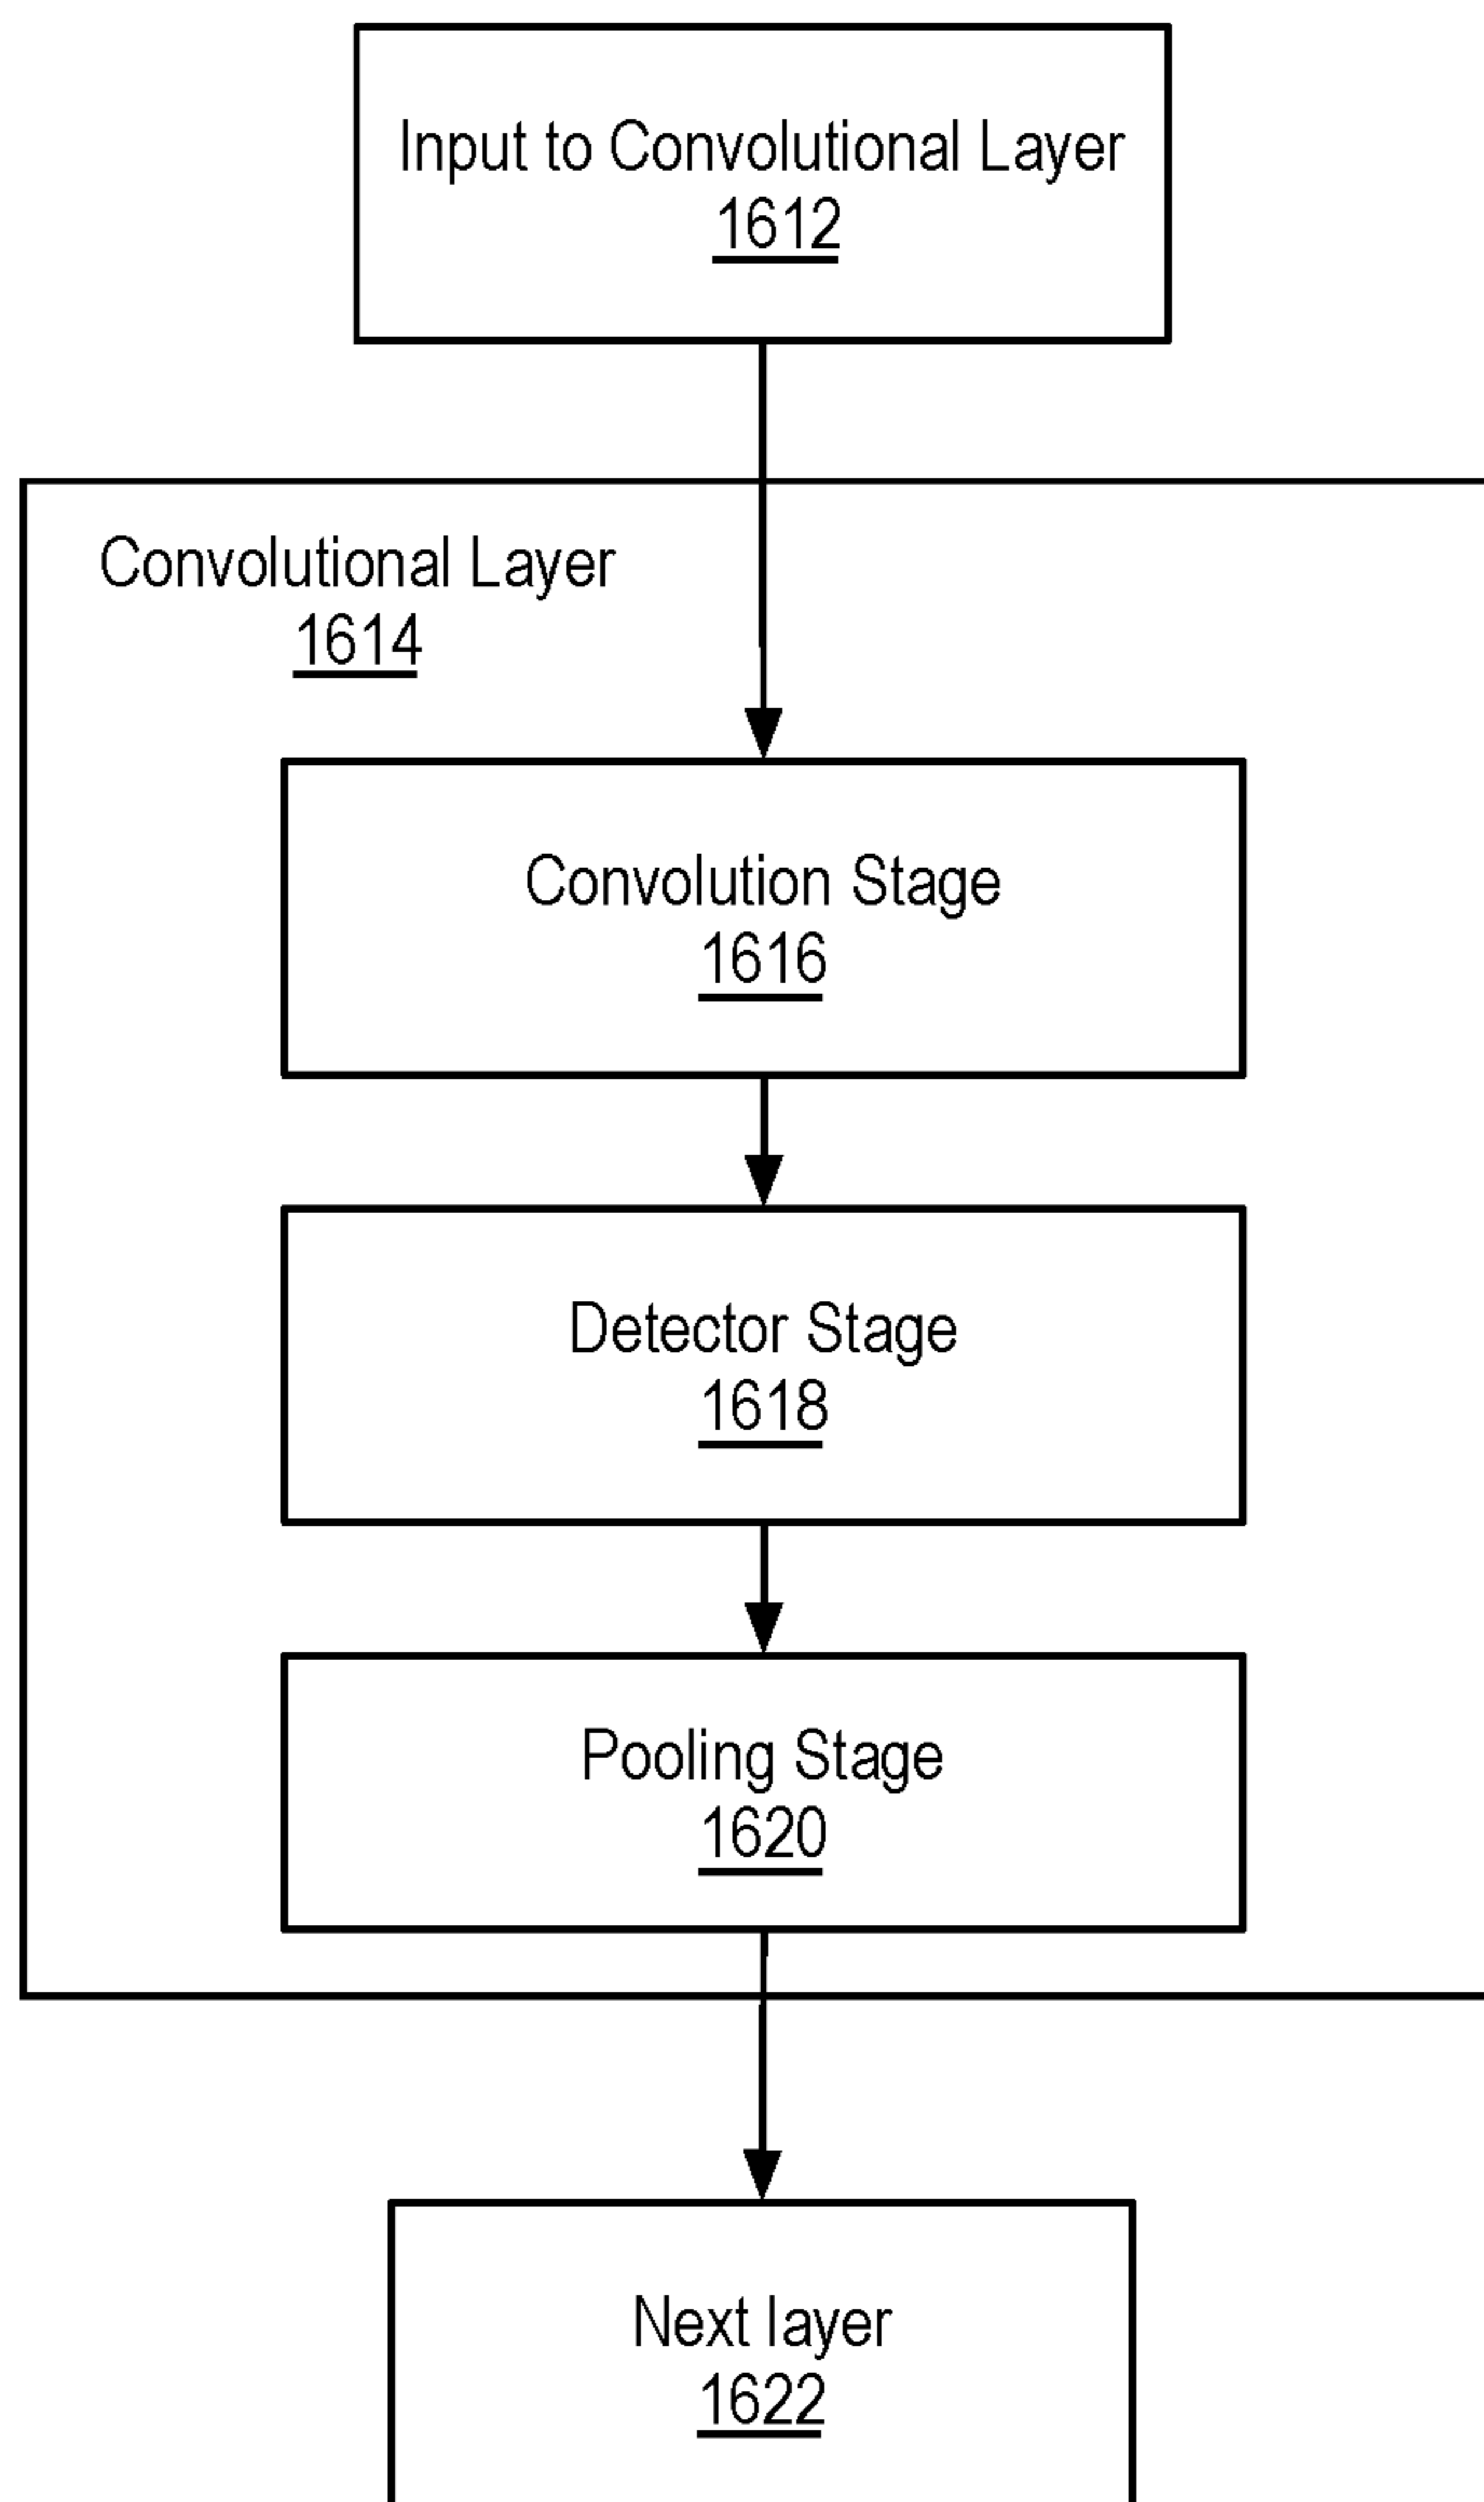 Input to Convolutional Layer
1612
Convolutional Layer
1614
Convolution Stage
1616
Detector Stage
1618
Pooling Stage
1620
Next layer
1622